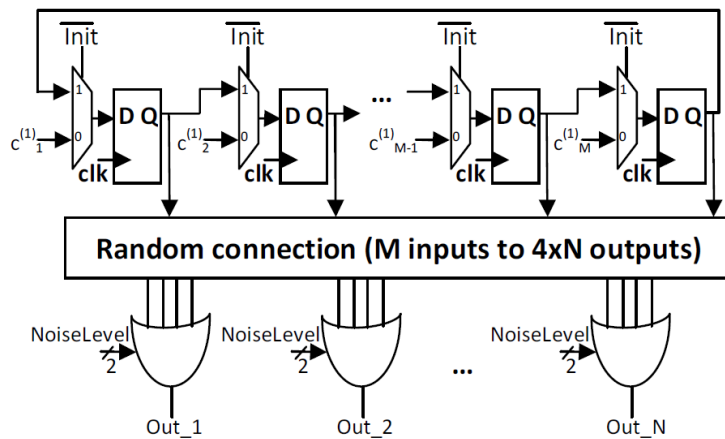 Init Init Init Init
1 1 ... 1 1
D Q D Q D Q D Q
C(1)1 0 C(1)2 0 C(1)M-1 0 C(1)M 0
clk clk clk clk
Random connection (M inputs to 4xN outputs)
NoiseLevel NoiseLevel NoiseLevel
2 2 ... 2
Out_1 Out_2 Out_N